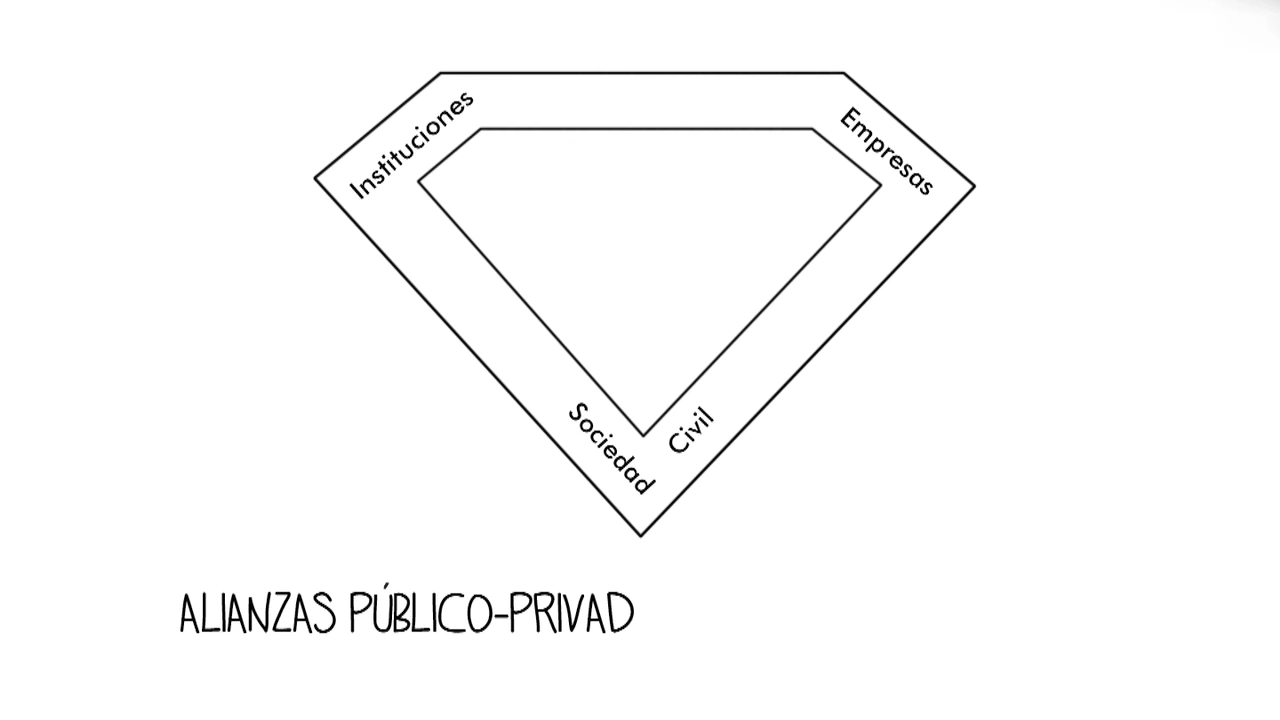 Instituciones
Empresas
Sociedad
Civil
ALIANZAS PÚBLICO-PRIVAD